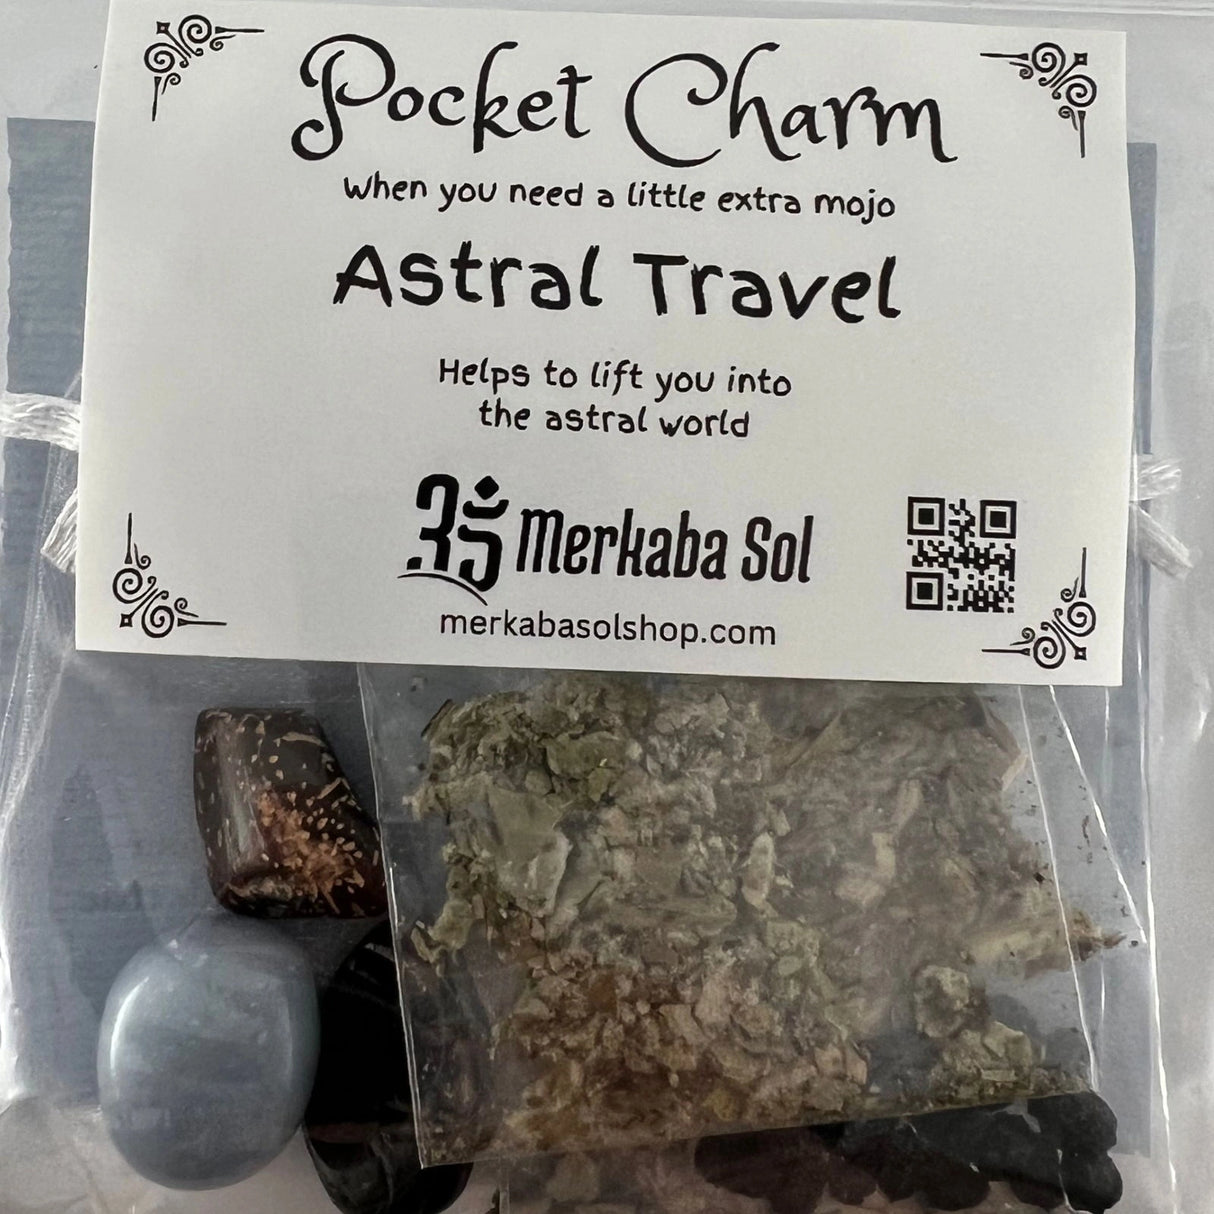 Pocket Charm
When you need a little extra mojo
Astral Travel
Helps to lift you into
the astral world
ॐ Merkaba Sol
merkabasolshop.com